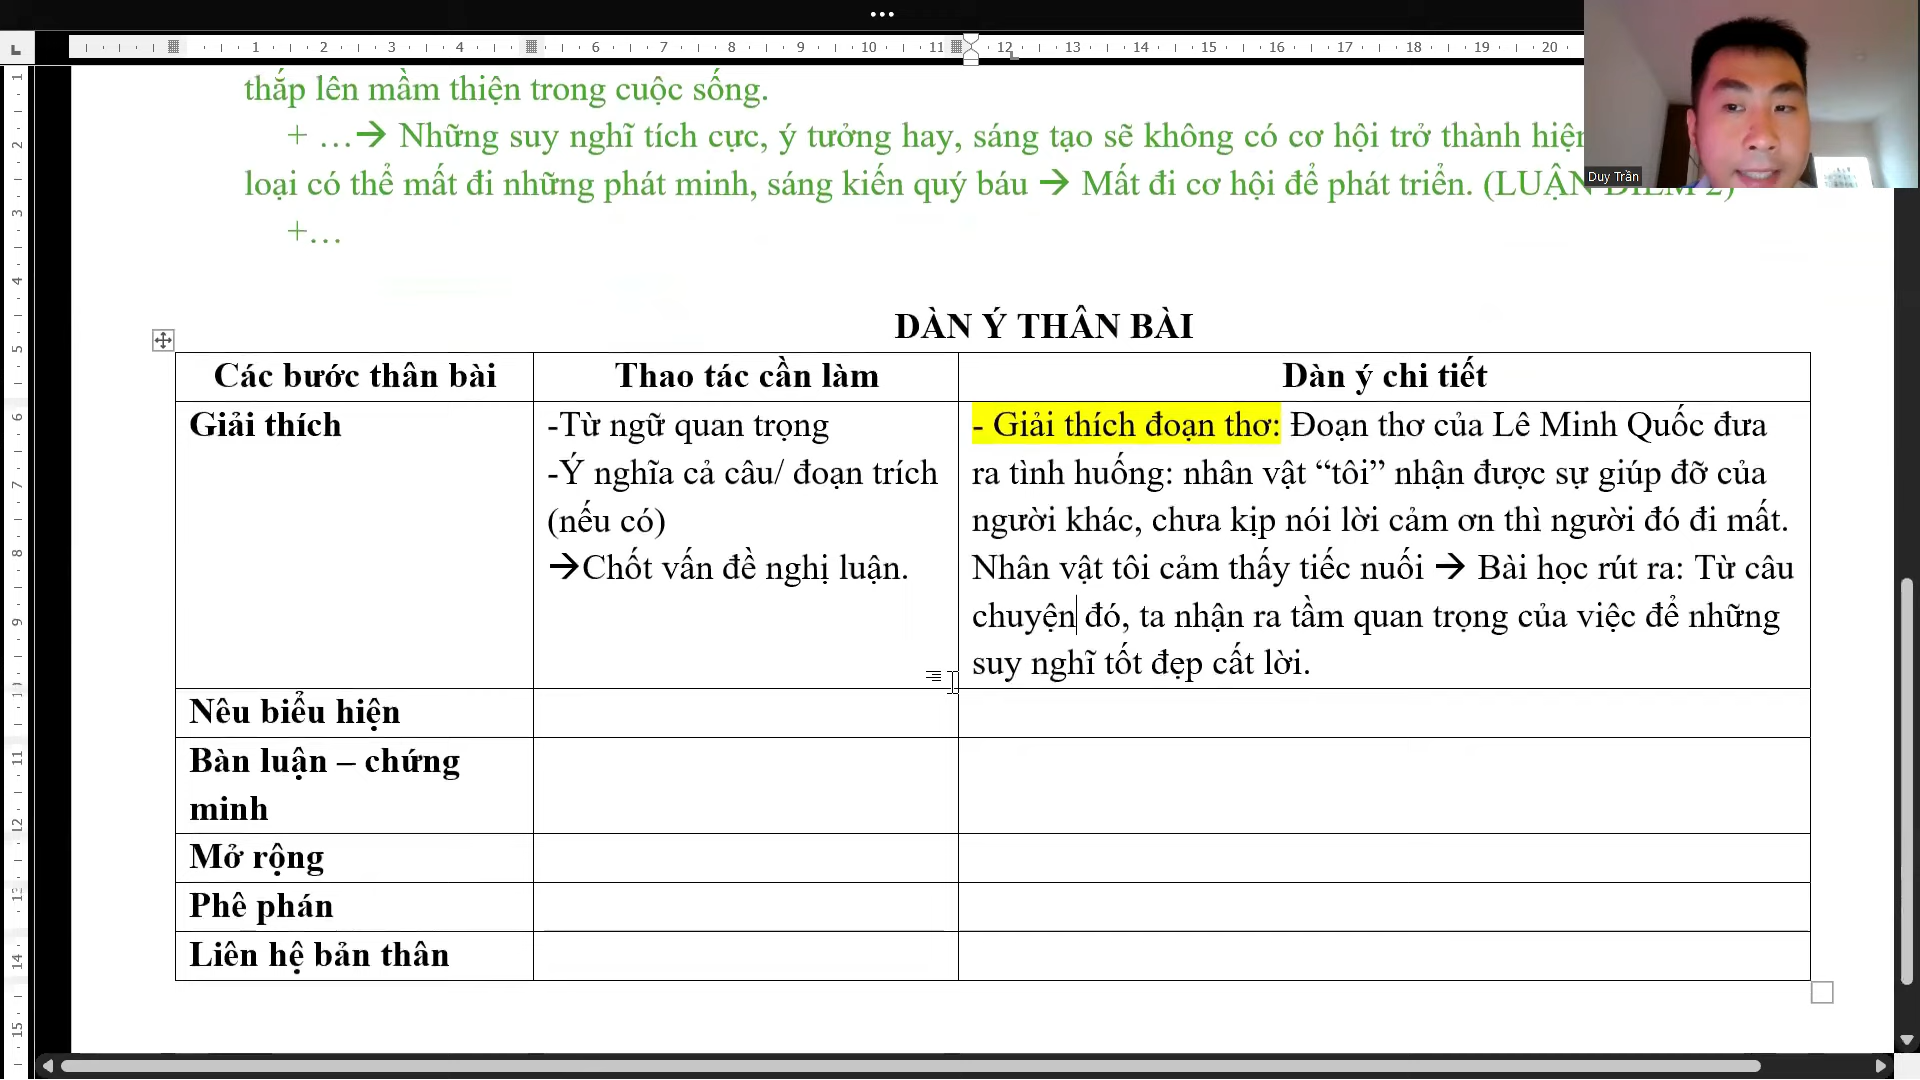 thắp lên mầm thiện trong cuộc sống.
+ …→ Những suy nghĩ tích cực, ý tưởng hay, sáng tạo sẽ không có cơ hội trở thành hiện
loại có thể mất đi những phát minh, sáng kiến quý báu → Mất đi cơ hội để phát triển. (LUẬN ĐIỂM 2)
+…
Duy Trần
DÀN Ý THÂN BÀI
Các bước thân bài Thao tác cần làm Dàn ý chi tiết
Giải thích
-Từ ngữ quan trọng
-Ý nghĩa cả câu/ đoạn trích
(nếu có)
→Chốt vấn đề nghị luận.
- Giải thích đoạn thơ: Đoạn thơ của Lê Minh Quốc đưa
ra tình huống: nhân vật “tôi” nhận được sự giúp đỡ của
người khác, chưa kịp nói lời cảm ơn thì người đó đi mất.
Nhân vật tôi cảm thấy tiếc nuối → Bài học rút ra: Từ câu
chuyện đó, ta nhận ra tầm quan trọng của việc để những
suy nghĩ tốt đẹp cất lời.
Nêu biểu hiện
Bàn luận – chứng
minh
Mở rộng
Phê phán
Liên hệ bản thân